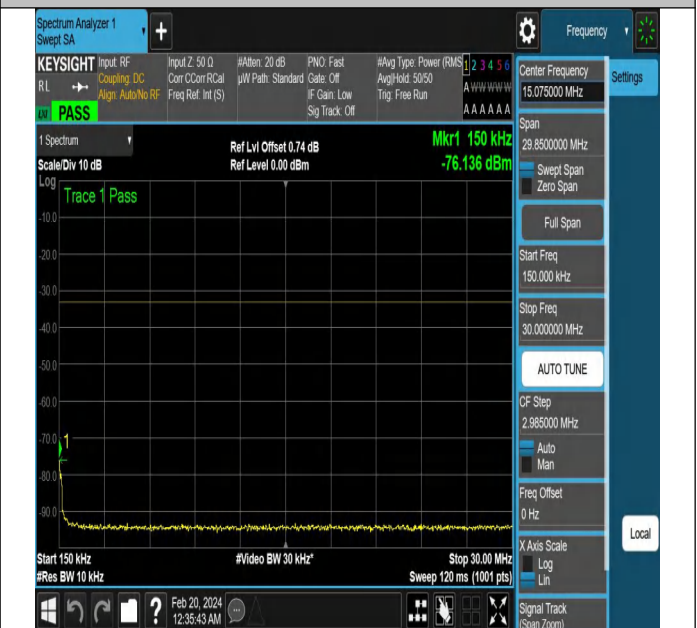 Spectrum Analyzer 1
Swept SA
+
Frequency
KEYSIGHT
RL
PASS
Input: RF
Coupling: DC
Align: Auto/No RF
Input Z: 50 Ω
Corr CCorr RCal
Freq Ref: Int (S)
#Atten: 20 dB
µW Path: Standard
PNO: Fast
Gate: Off
IF Gain: Low
Sig Track: Off
#Avg Type: Power (RMS
Avg|Hold: 50/50
Trig: Free Run
1 2 3 4 5 6
A W W W W W
A A A A A A
1 Spectrum
Scale/Div 10 dB
Ref Lvl Offset 0.74 dB
Ref Level 0.00 dBm
Mkr1 150 kHz
-76.136 dBm
Log
Trace 1 Pass
-10.0
-20.0
-30.0
-40.0
-50.0
-60.0
-70.0
-80.0
-90.0
1
Start 150 kHz
#Res BW 10 kHz
#Video BW 30 kHz*
Stop 30.00 MHz
Sweep 120 ms (1001 pts)
?
Feb 20, 2024
12:35:43 AM
Center Frequency
15.075000 MHz
Settings
Span
29.8500000 MHz
Swept Span
Zero Span
Full Span
Start Freq
150.000 kHz
Stop Freq
30.000000 MHz
AUTO TUNE
CF Step
2.985000 MHz
Auto
Man
Freq Offset
0 Hz
X Axis Scale
Log
Lin
Local
Signal Track
(Span Zoom)